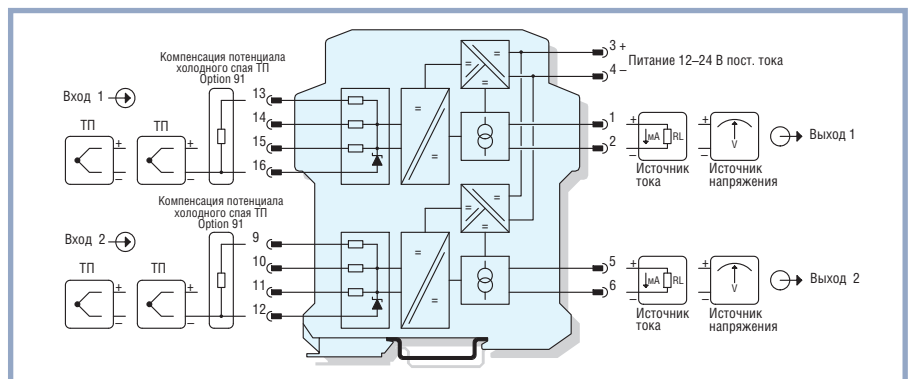 Компенсация потенциала
холодного спая ТП
Option 91
Вход 1
ТП
ТП
+
–
+
–
13
14
15
16
=
=
=
=
3 +
4 –
Питание 12–24 В пост. тока
1
2
+
–
мА
RL
Источник
тока
+
–
V
Источник
напряжения
Выход 1
Компенсация потенциала
холодного спая ТП
Option 91
Вход 2
ТП
ТП
+
–
+
–
9
10
11
12
=
=
=
=
5
6
+
–
мА
RL
Источник
тока
+
–
V
Источник
напряжения
Выход 2